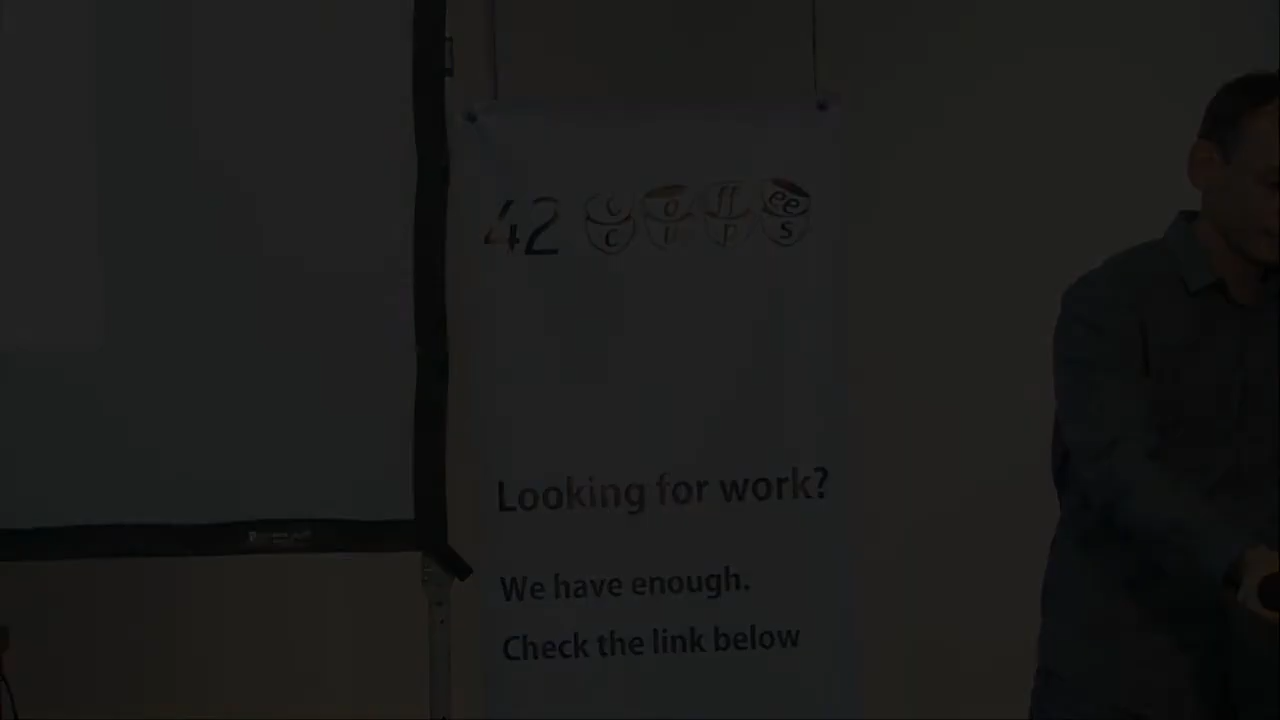 42 Coffee Cups
Looking for work?
We have enough.
Check the link below